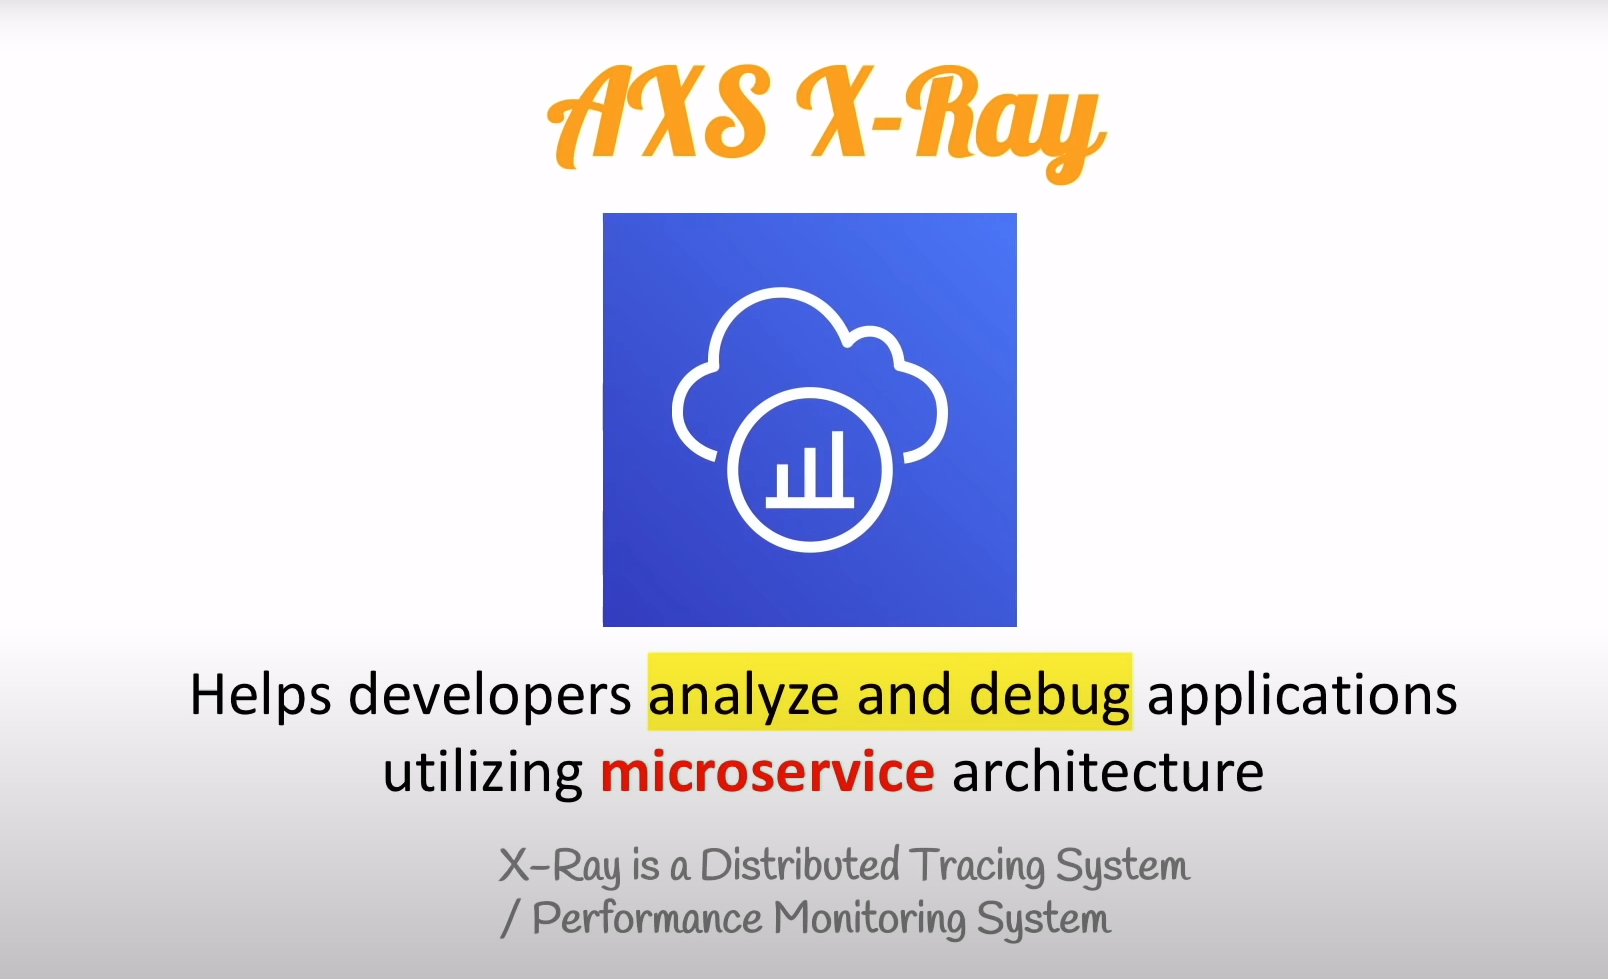 AXS X-Ray
Helps developers analyze and debug applications
utilizing microservice architecture
X-Ray is a Distributed Tracing System
/ Performance Monitoring System